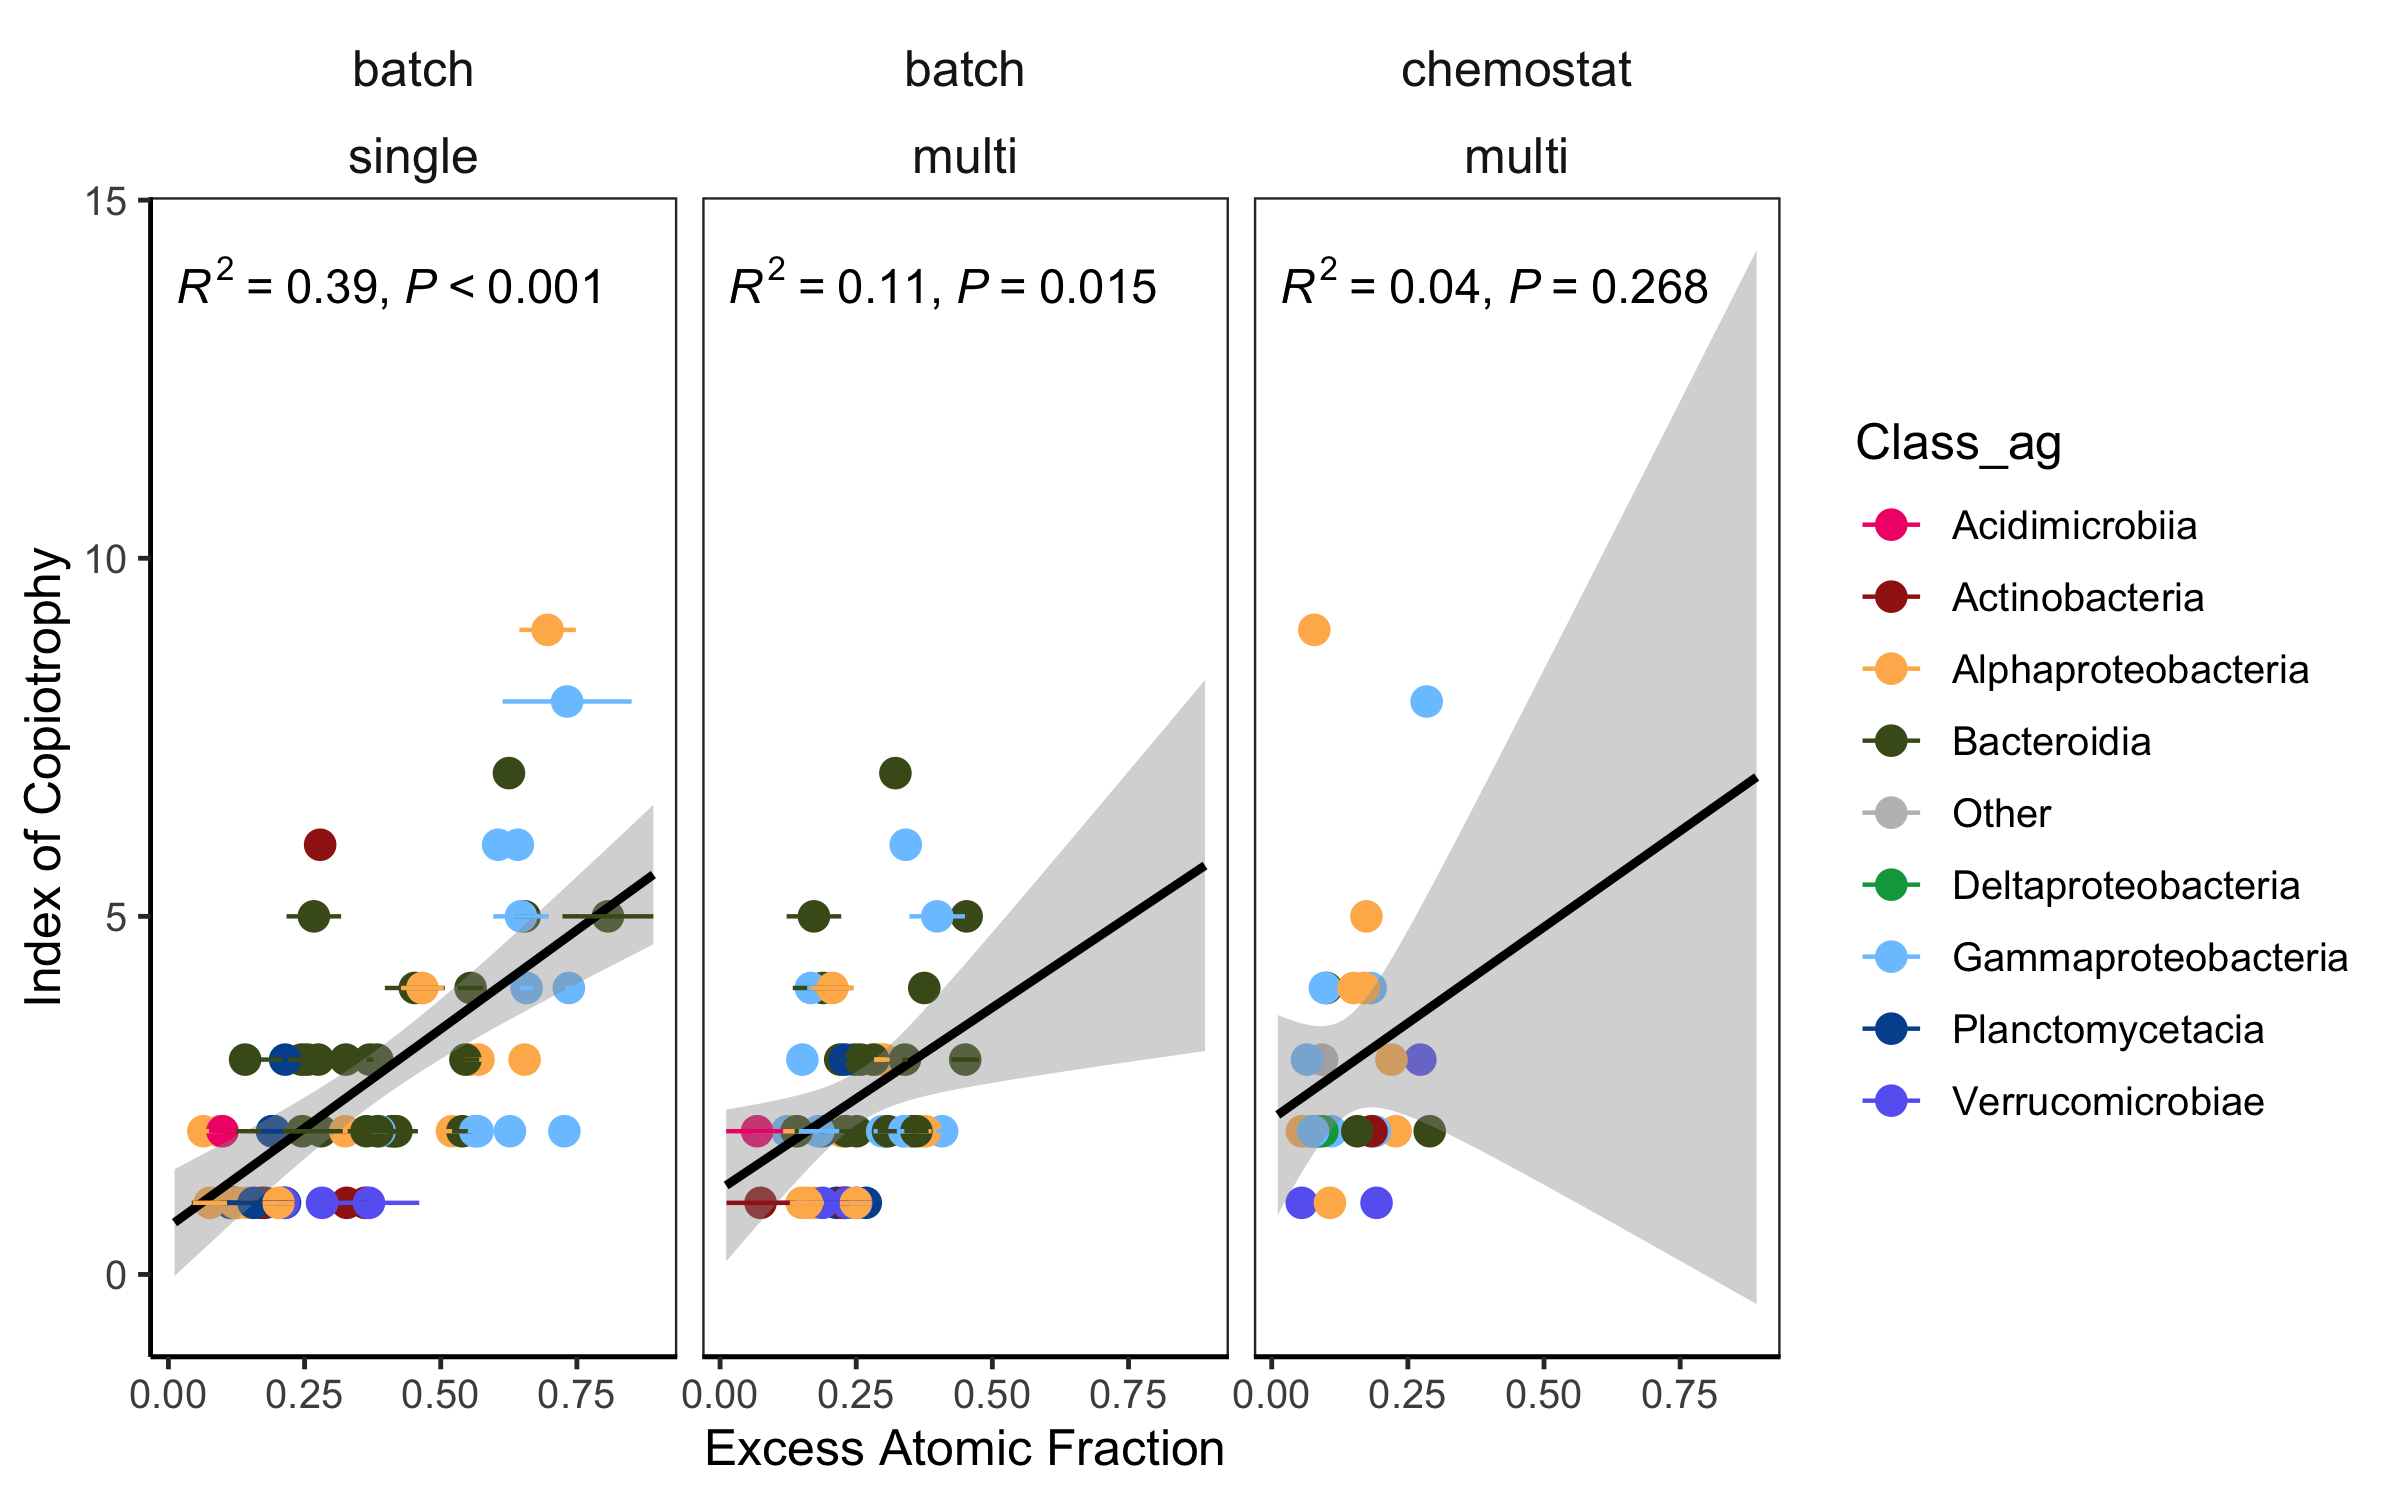 batch
single
batch
multi
chemostat
multi
R² = 0.39, P < 0.001
R² = 0.11, P = 0.015
R² = 0.04, P = 0.268
15
10
5
0
Index of Copiotrophy
0.00 0.25 0.50 0.75
0.00 0.25 0.50 0.75
0.00 0.25 0.50 0.75
Excess Atomic Fraction
Class_ag
Acidimicrobiia
Actinobacteria
Alphaproteobacteria
Bacteroidia
Other
Deltaproteobacteria
Gammaproteobacteria
Planctomycetacia
Verrucomicrobiae